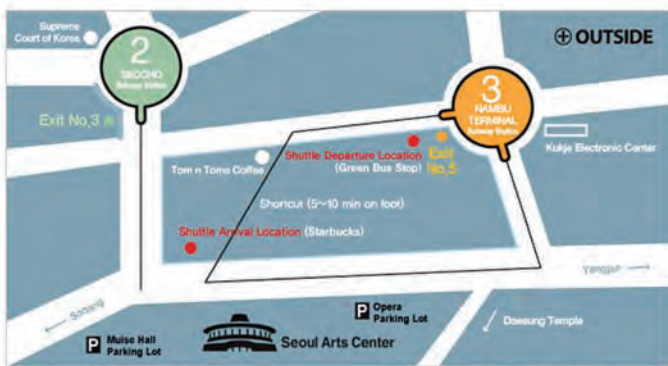 Supreme
Court of Korea
2
SEOCHO
Subway Station
3
NAMBU
TERMINAL
Subway Station
OUTSIDE
Exit No,3
Kukje Electronic Center
Tom n Toms Coffee
Shuttle Departure Location
(Green Bus Stop)
Exit
No,5
Shortcut (5~10 min on foot)
Shuttle Arrival Location (Starbucks)
Yangjae
Sadang
P
Opera
Parking Lot
P
Muisc Hall
Parking Lot
Seoul Arts Center
Daesung Temple